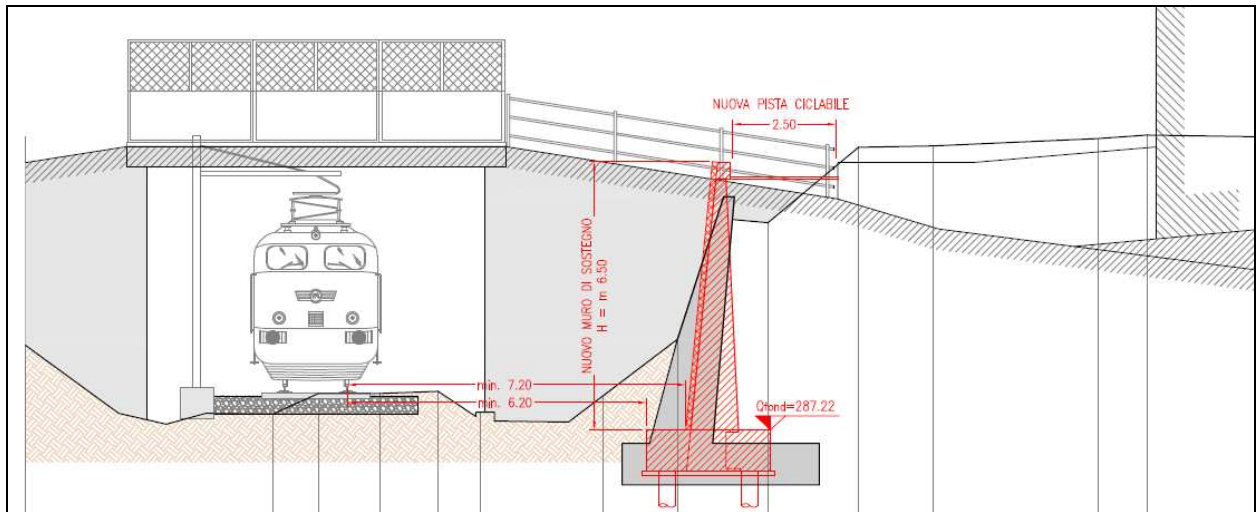 NUOVA PISTA CICLABILE
2.50
NUOVO MURO DI SOSTEGNO
H = m 6.50
min. 7.20
min. 6.20
Qfond=287.22